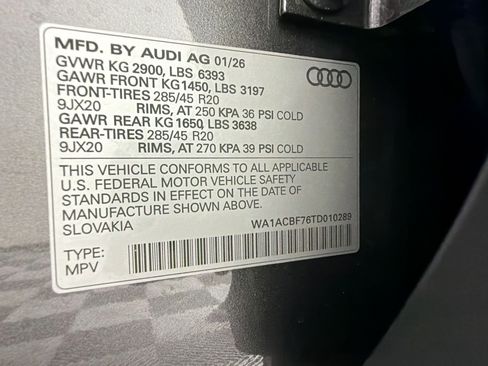 MFD. BY AUDI AG 01/26
GVWR KG 2900, LBS 6393
GAWR FRONT KG1450, LBS 3197
FRONT-TIRES 285/45 R20
9JX20 RIMS, AT 250 KPA 36 PSI COLD
GAWR REAR KG 1650, LBS 3638
REAR-TIRES 285/45 R20
9JX20 RIMS, AT 270 KPA 39 PSI COLD
THIS VEHICLE CONFORMS TO ALL APPLICABLE
U.S. FEDERAL MOTOR VEHICLE SAFETY
STANDARDS IN EFFECT ON THE DATE OF
MANUFACTURE SHOWN ABOVE.
SLOVAKIA WA1ACBF76TD010289
TYPE:
MPV